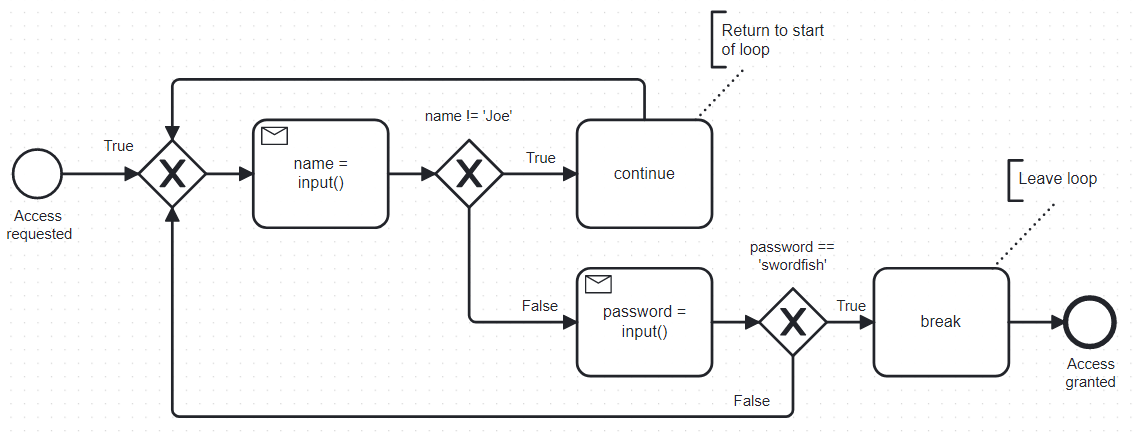 Return to start
of loop
name != 'Joe'
True
name =
input()
True
continue
Access
requested
Leave loop
password ==
'swordfish'
False
password =
input()
True
break
Access
granted
False